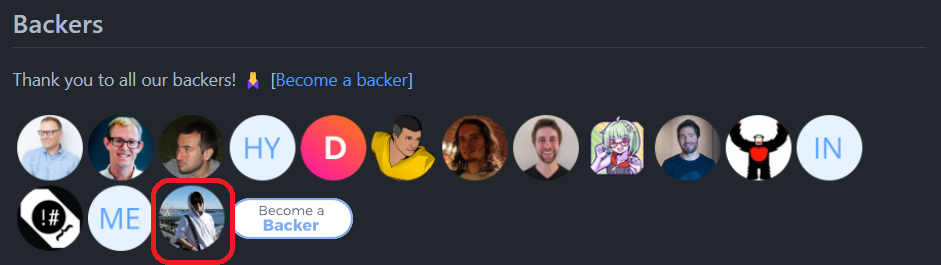 Backers
Thank you to all our backers! [Become a backer]
HY
D
IN
!#
ME
Become a
Backer